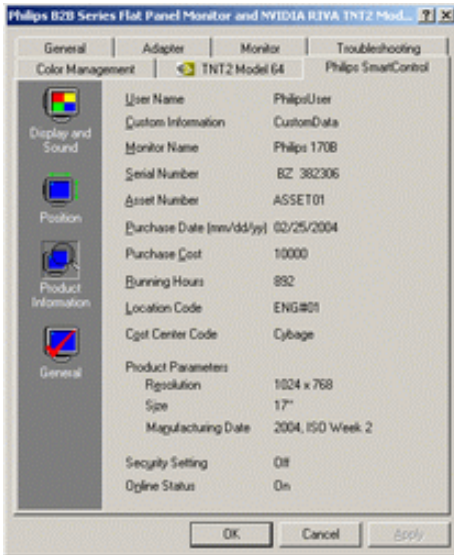 Philips B2B Series Flat Panel Monitor and NVIDIA RIVA TNT2 Mod...
General Adapter Monitor Troubleshooting
Color Management TNT2 Model 64 Philips SmartControl
Display and Sound
Position
Product Information
General
User Name PhilipsUser
Custom Information CustomData
Monitor Name Philips 170B
Serial Number BZ 382306
Asset Number ASSET01
Purchase Date (mm/dd/yy) 02/25/2004
Purchase Cost 10000
Running Hours 892
Location Code ENG#01
Cost Center Code Cybage
Product Parameters
Resolution 1024 x 768
Size 17"
Manufacturing Date 2004, ISO Week 2
Security Setting Off
Online Status On
OK Cancel Apply